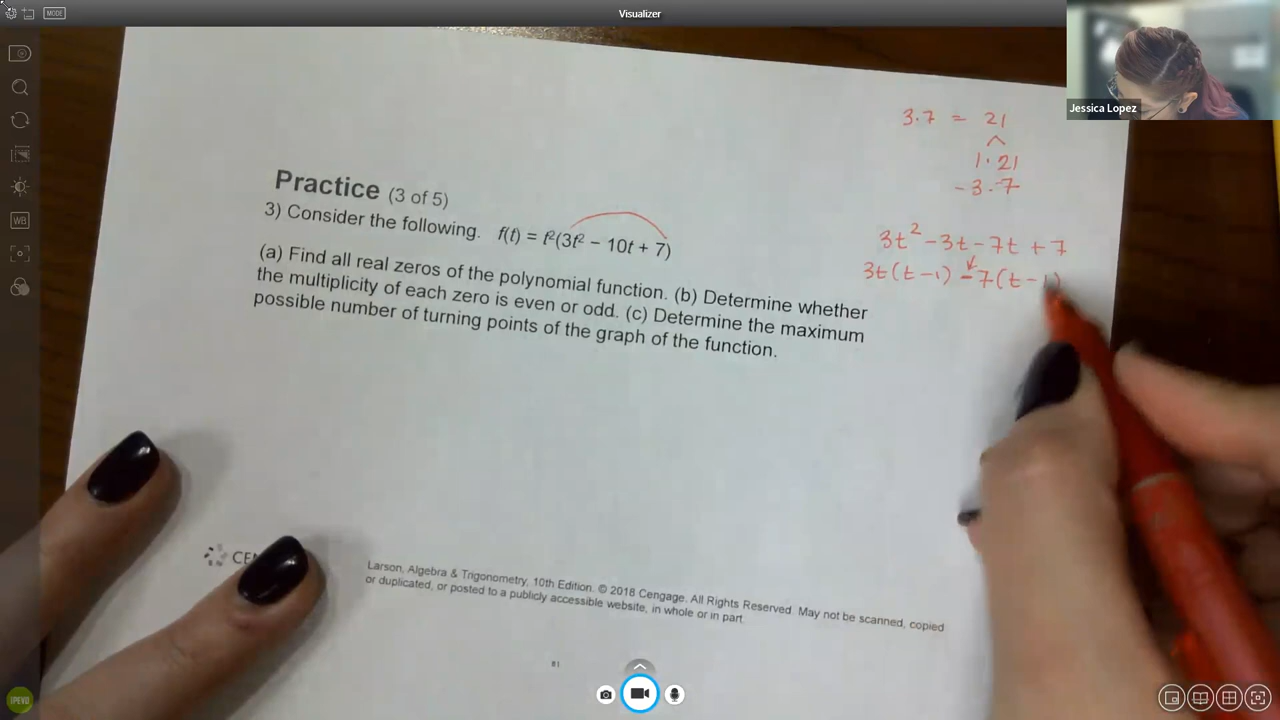 MODE
Visualizer
Jessica Lopez
WB
3·7 = 21
1·21
-3·-7
Practice (3 of 5)
3) Consider the following. f(t) = t²(3t² − 10t + 7)
3t² -3t -7t +7
3t(t-1) -7(t-1)
(a) Find all real zeros of the polynomial function. (b) Determine whether
the multiplicity of each zero is even or odd. (c) Determine the maximum
possible number of turning points of the graph of the function.
Larson, Algebra & Trigonometry, 10th Edition. © 2018 Cengage. All Rights Reserved. May not be scanned, copied
or duplicated, or posted to a publicly accessible website, in whole or in part.
81
IPEVO